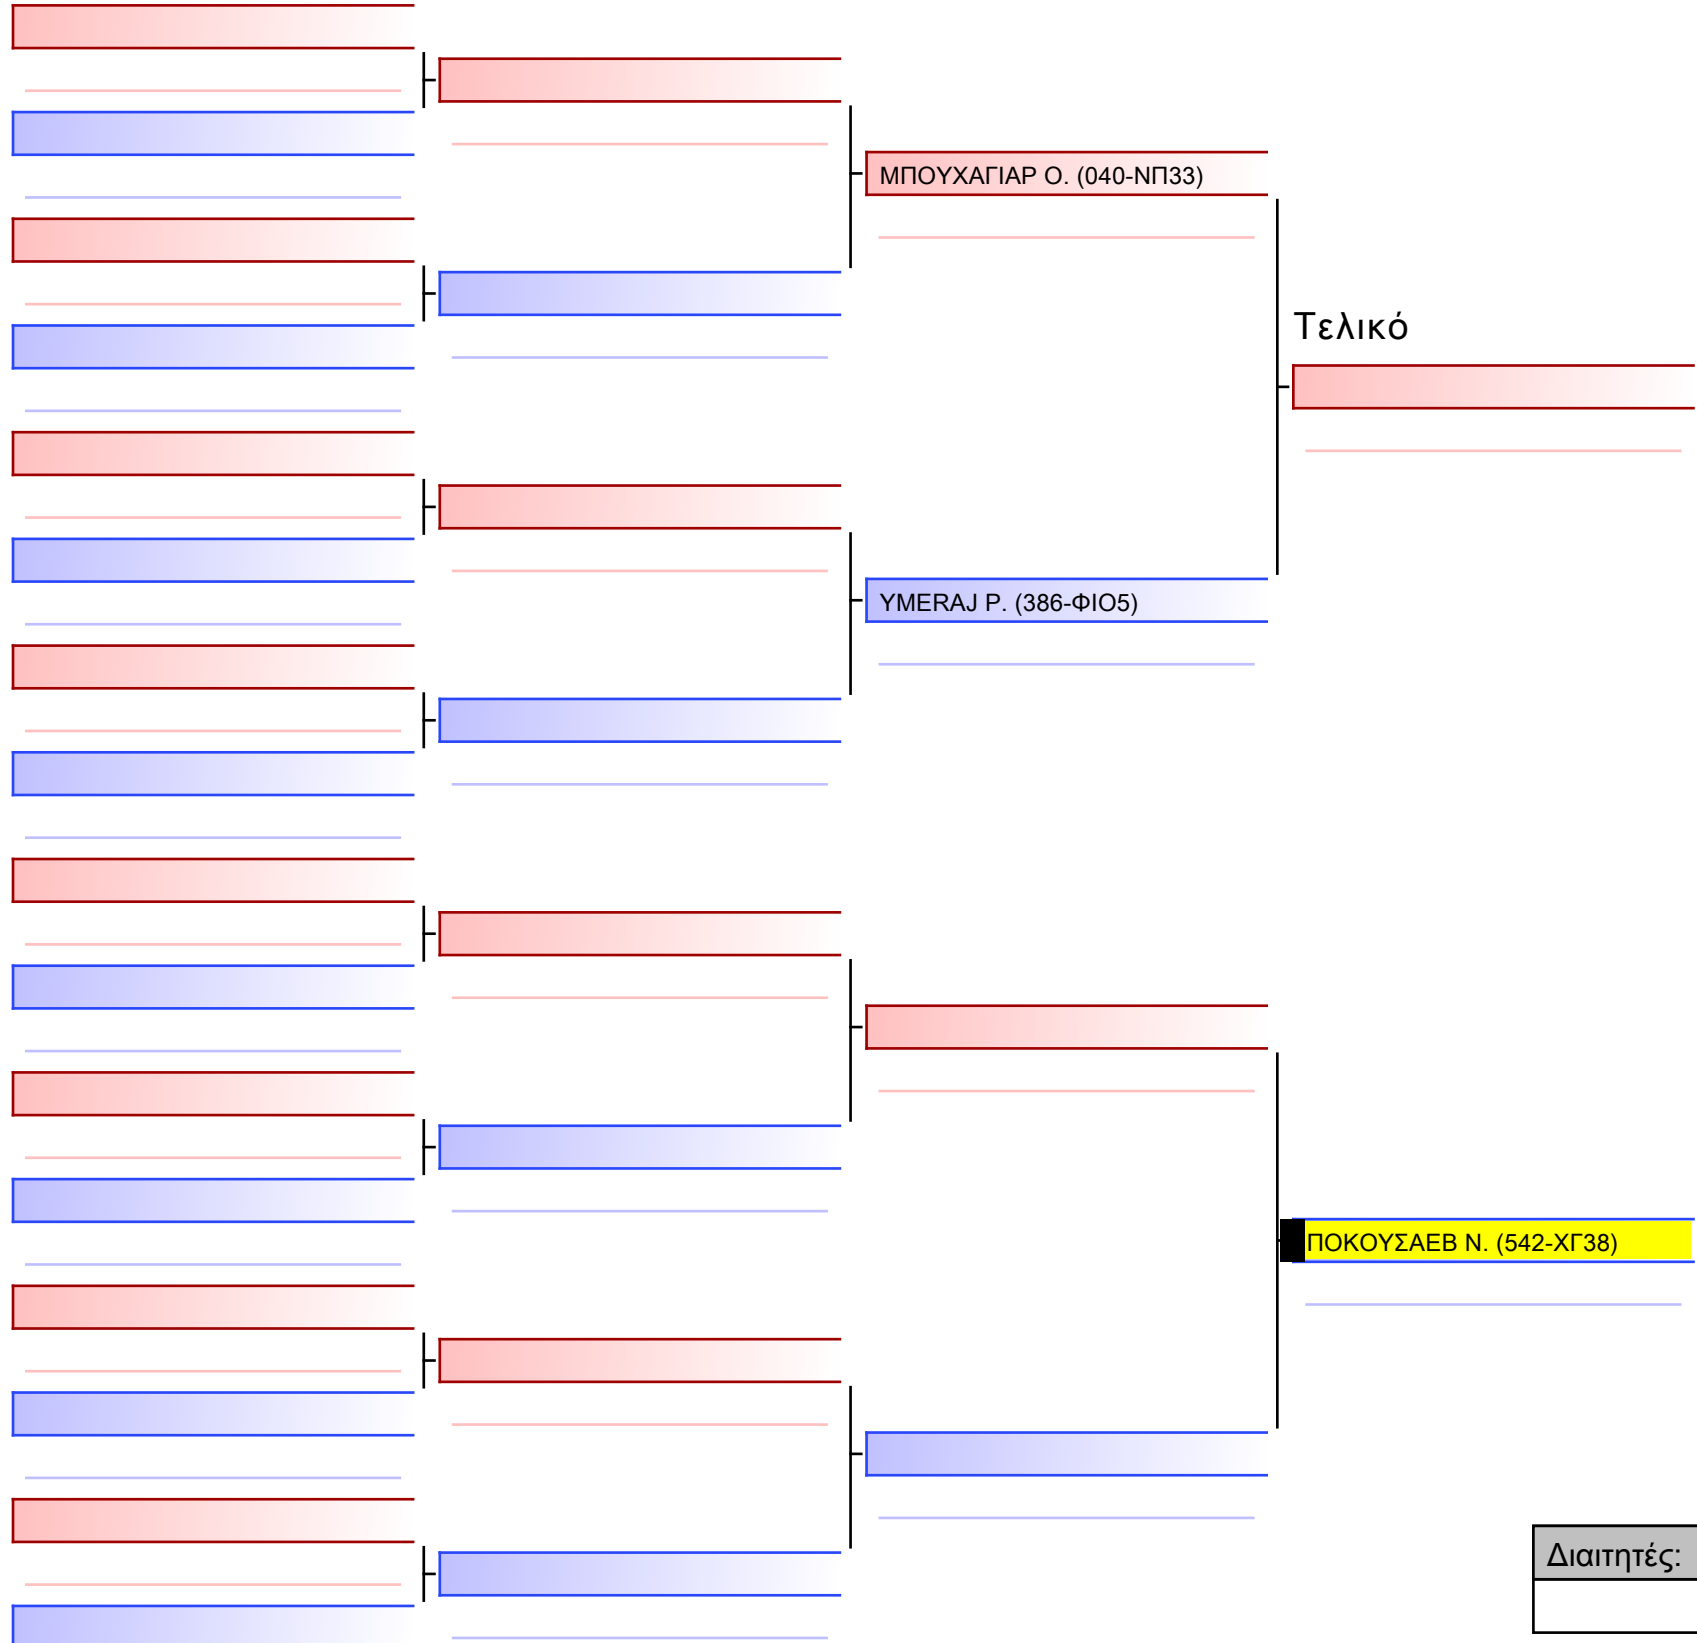 ΜΠΟΥΧΑΓΙΑΡ Ο. (040-ΝΠ33)
Τελικό
YMERAJ P. (386-ΦΙΟ5)
ΠΟΚΟΥΣΑΕΒ Ν. (542-ΧΓ38)
Διαιτητές: